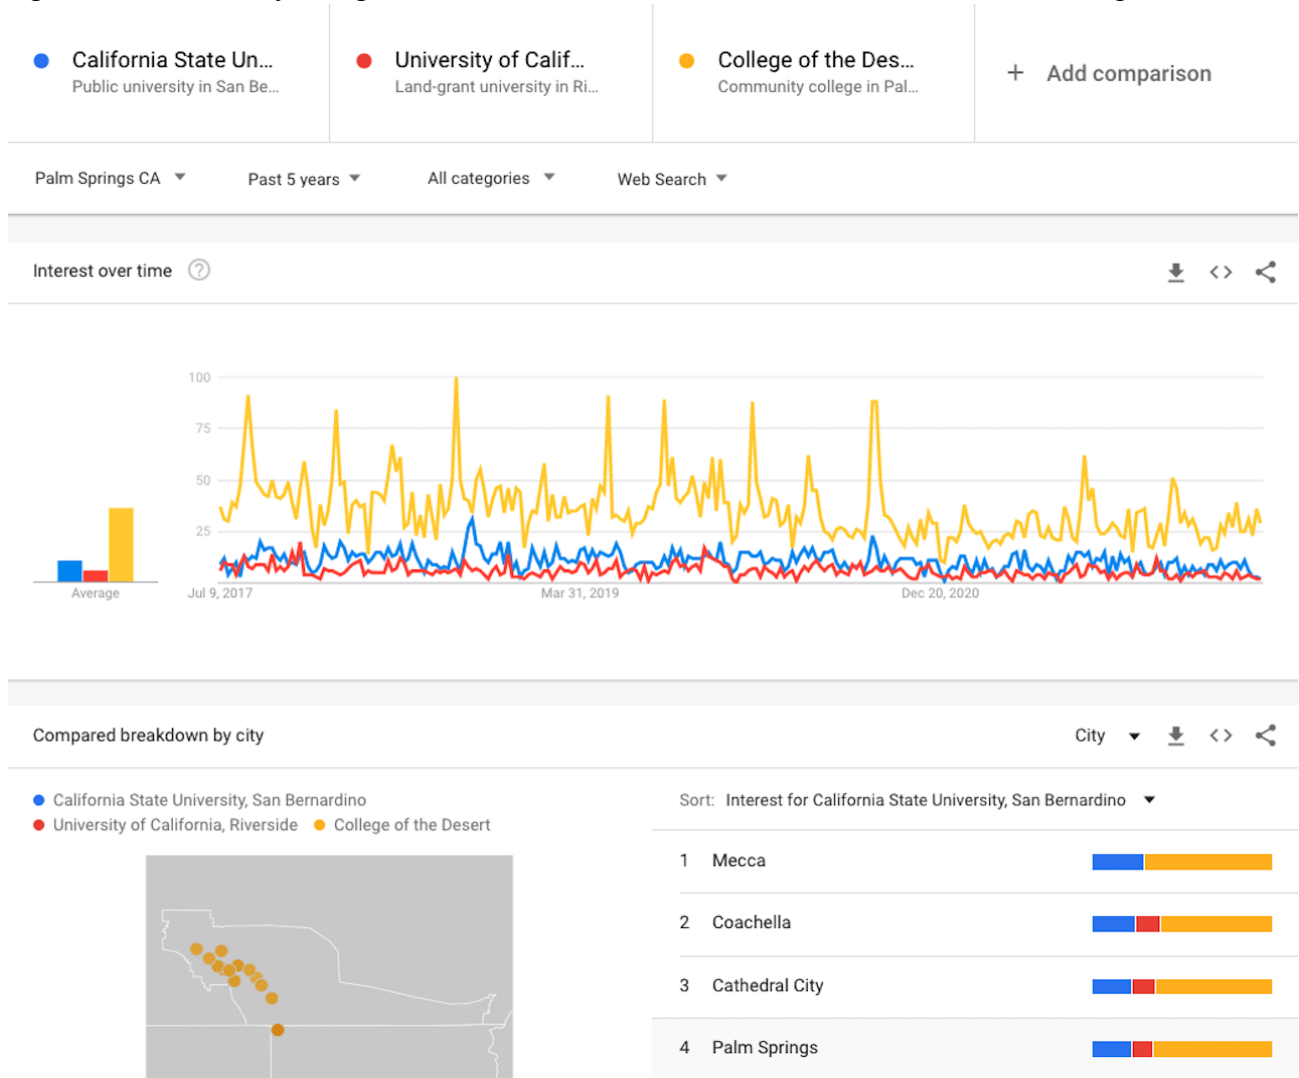 California State Un...
Public university in San Be...
University of Calif...
Land-grant university in Ri...
College of the Des...
Community college in Pal...
+ Add comparison
Palm Springs CA
Past 5 years
All categories
Web Search
Interest over time
100
75
50
25
Average
Jul 9, 2017
Mar 31, 2019
Dec 20, 2020
Compared breakdown by city
City
California State University, San Bernardino
University of California, Riverside
College of the Desert
Sort: Interest for California State University, San Bernardino
1 Mecca
2 Coachella
3 Cathedral City
4 Palm Springs